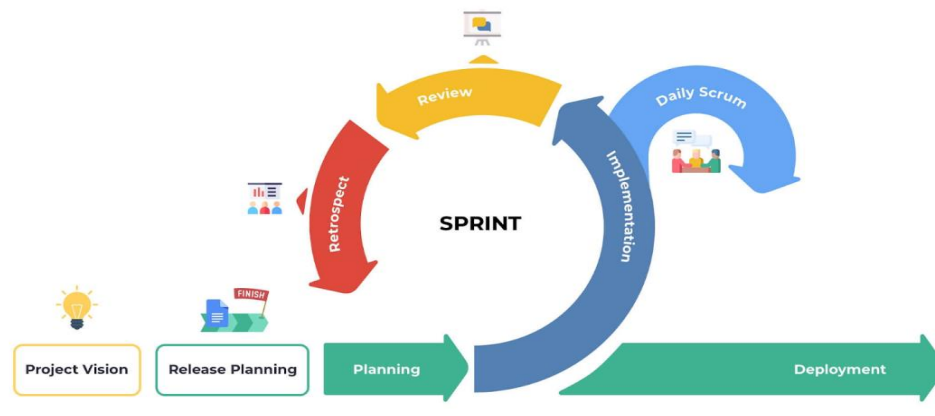 Review
Daily Scrum
Implementation
Retrospect
SPRINT
FINISH
Project Vision
Release Planning
Planning
Deployment